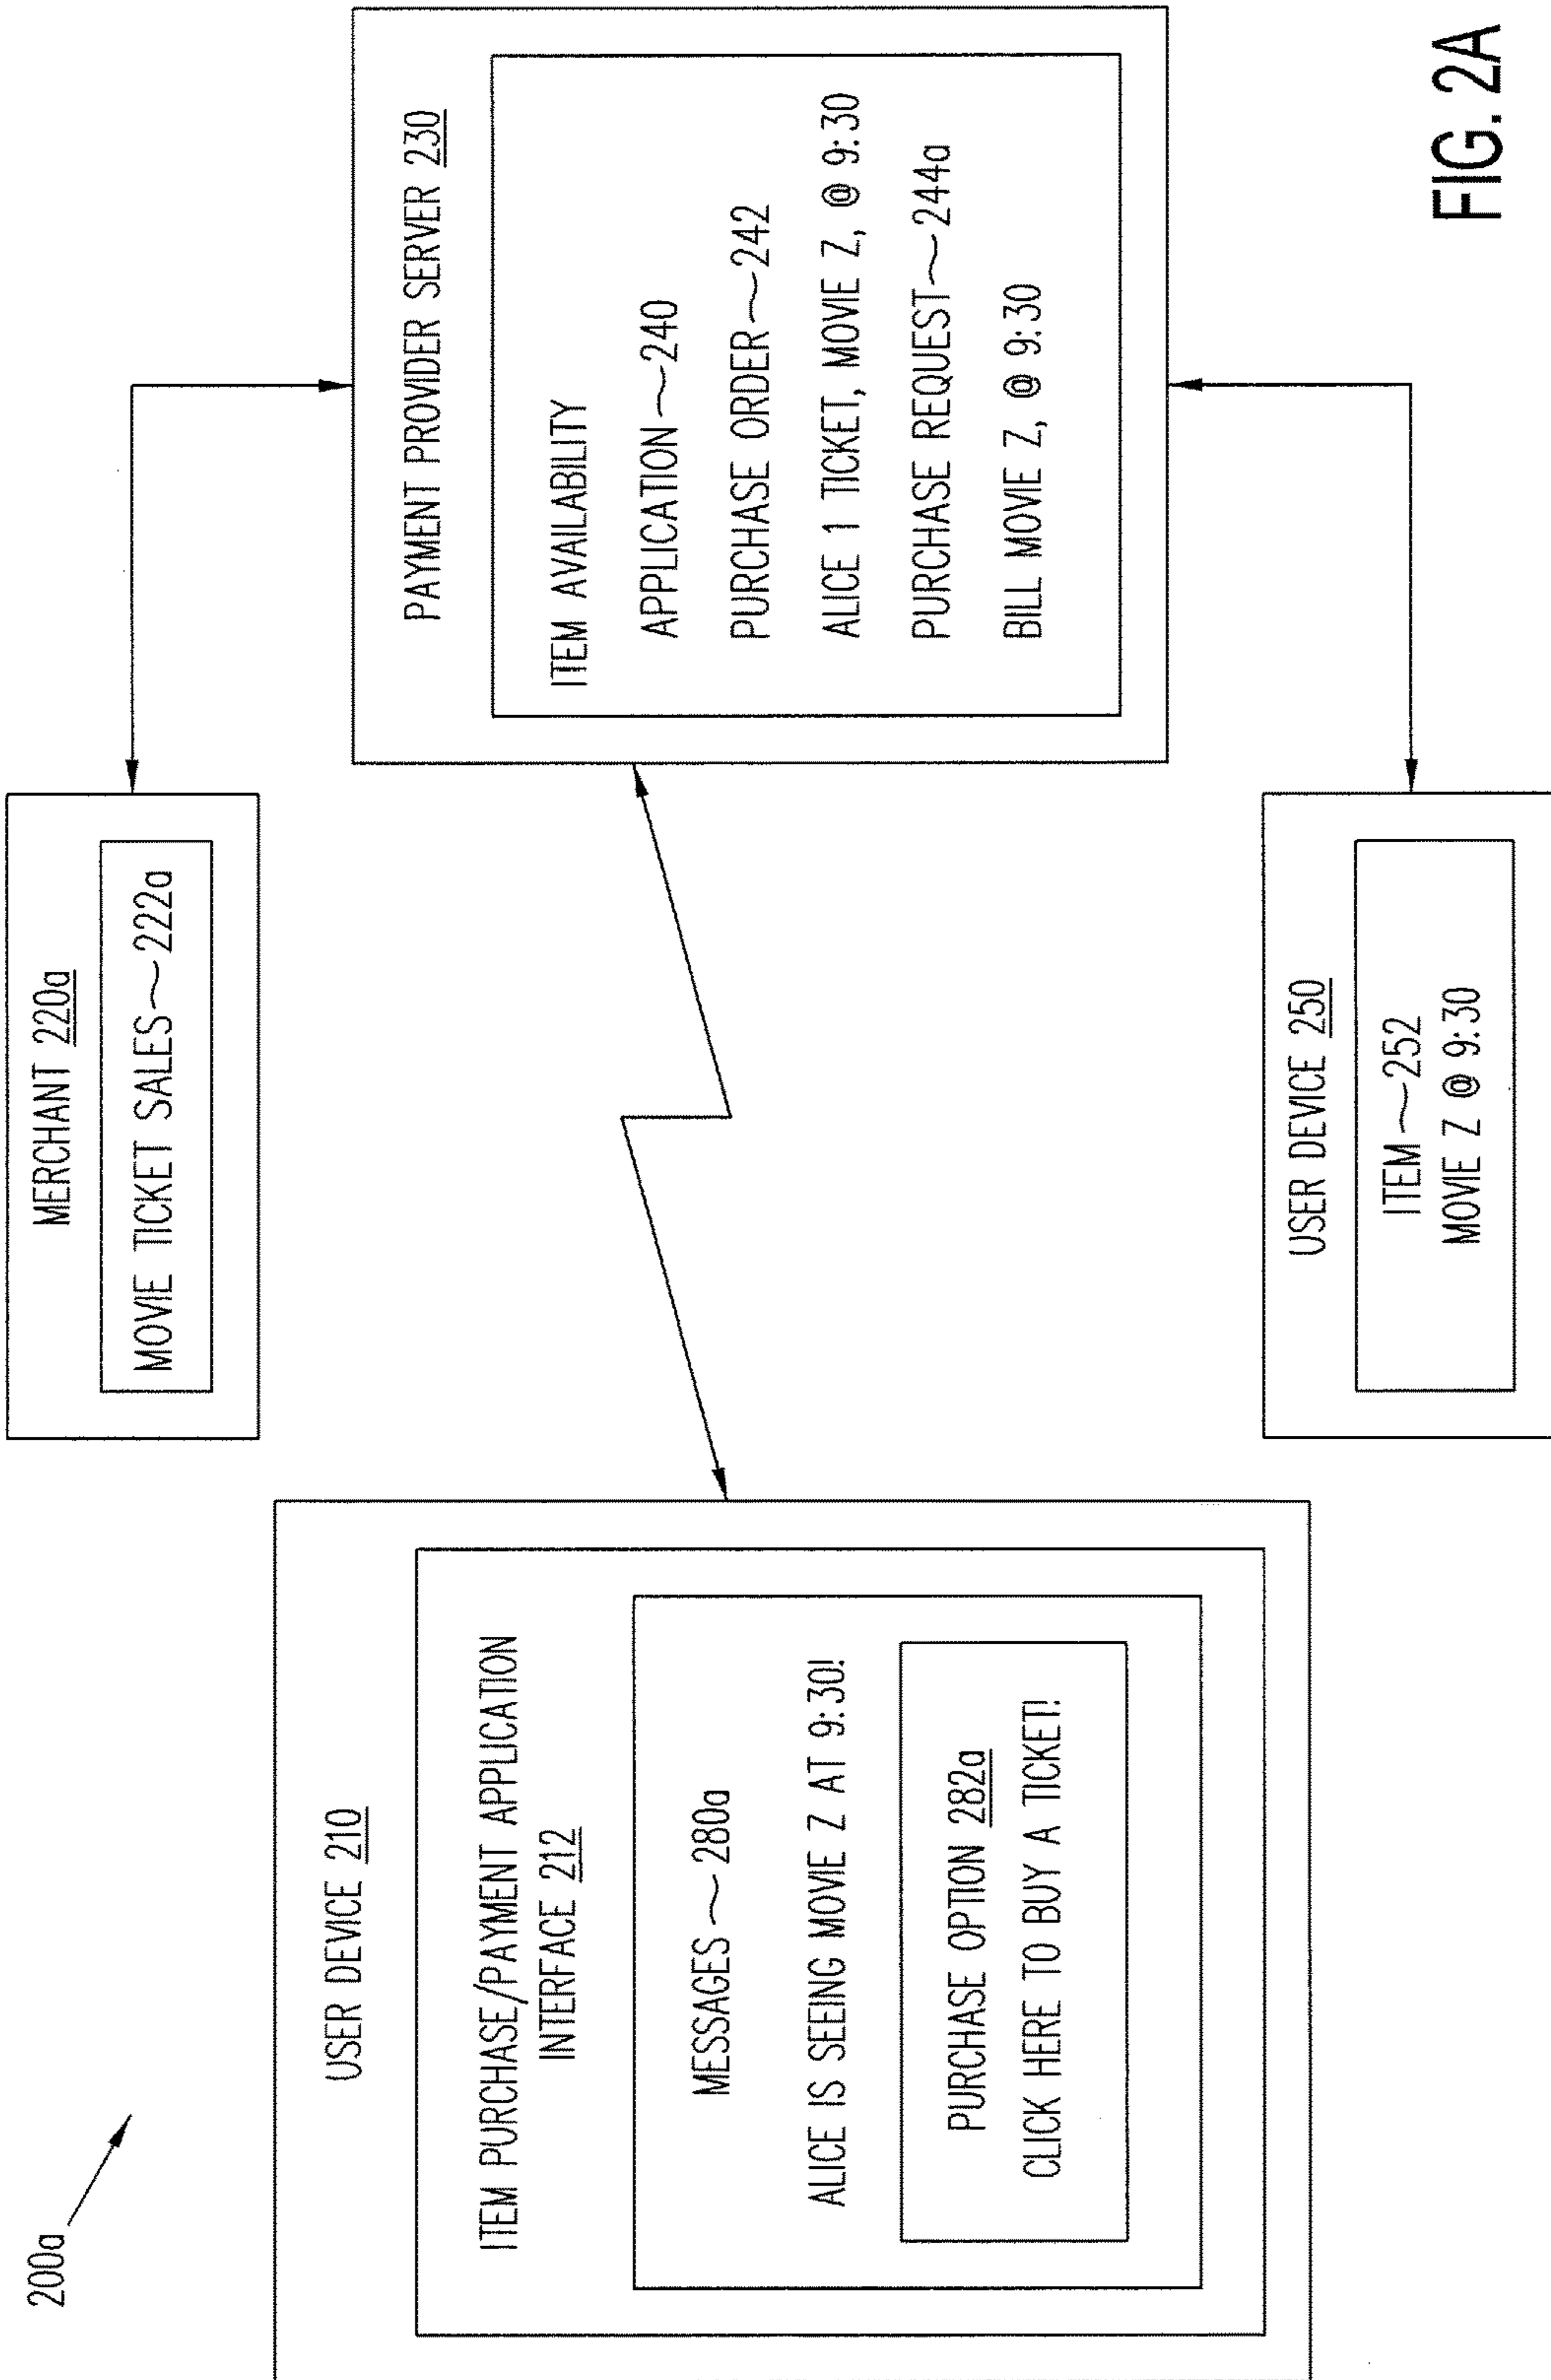 200a
USER DEVICE 210
ITEM PURCHASE/PAYMENT APPLICATION
INTERFACE 212
MESSAGES~280a
ALICE IS SEEING MOVIE Z AT 9:30!
PURCHASE OPTION 282a
CLICK HERE TO BUY A TICKET!
MERCHANT 220a
MOVIE TICKET SALES~222a
USER DEVICE 250
ITEM~252
MOVIE Z @ 9:30
PAYMENT PROVIDER SERVER 230
ITEM AVAILABILITY
APPLICATION~240
PURCHASE ORDER~242
ALICE 1 TICKET, MOVIE Z, @ 9:30
PURCHASE REQUEST~244a
BILL MOVIE Z, @ 9:30
FIG. 2A